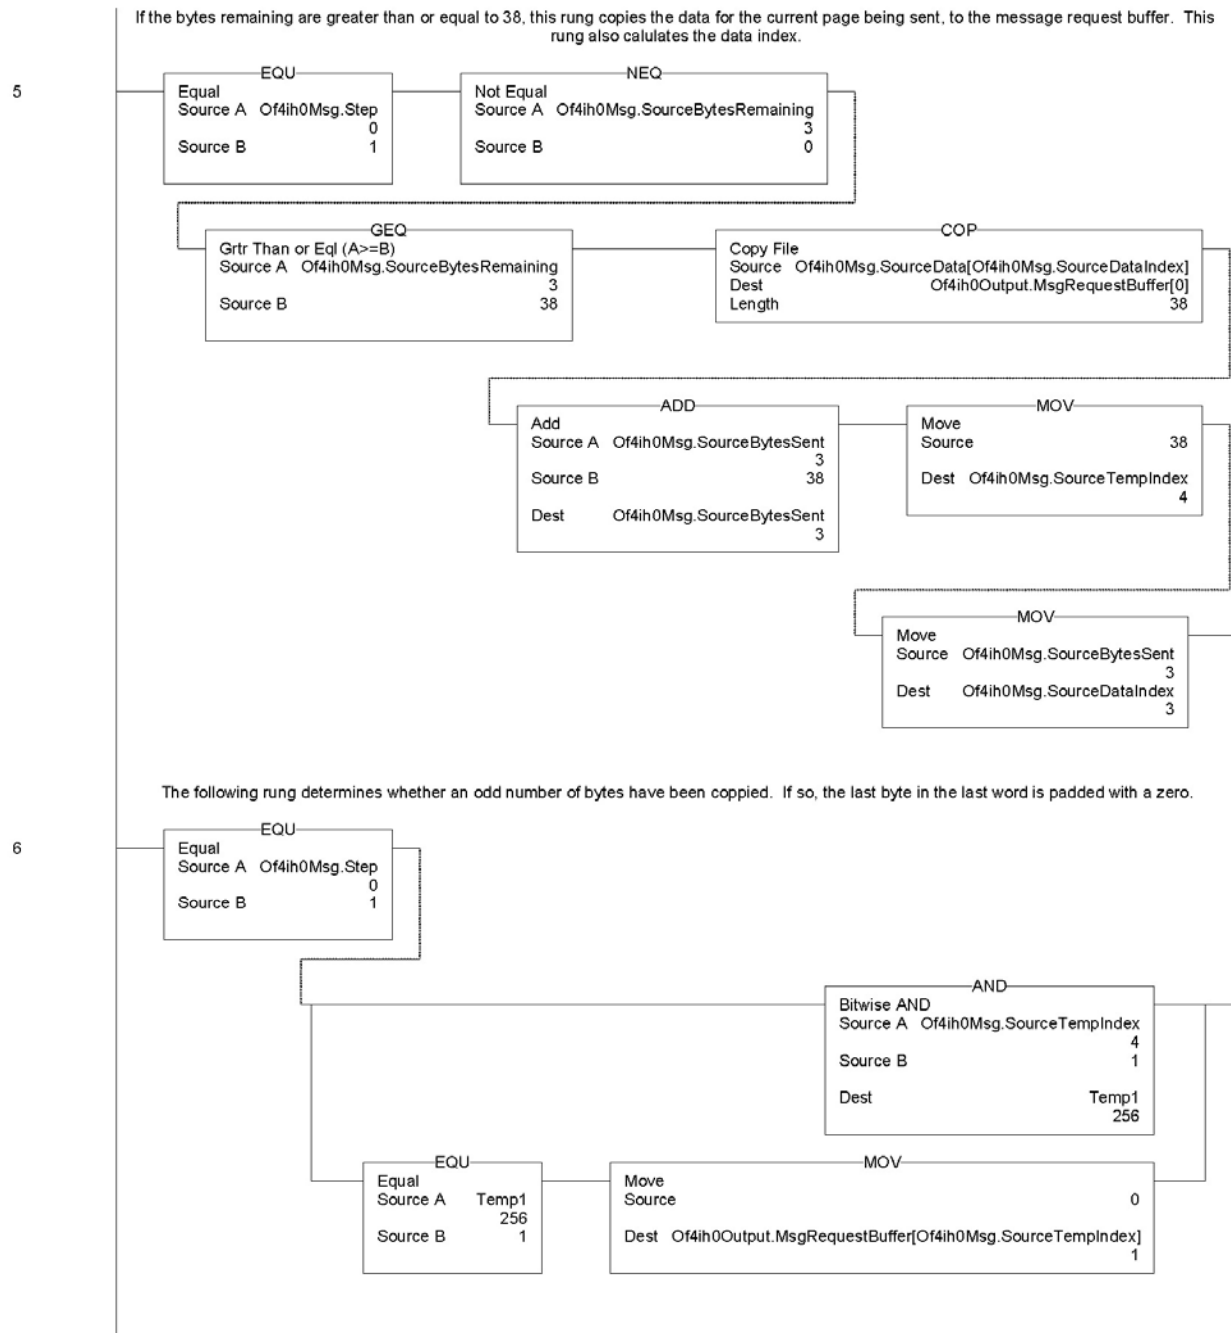 If the bytes remaining are greater than or equal to 38, this rung copies the data for the current page being sent, to the message request buffer.  This
rung also calulates the data index.
5
EQU
Equal
Source A Of4ih0Msg.Step
0
Source B 1
NEQ
Not Equal
Source A Of4ih0Msg.SourceBytesRemaining
3
Source B 0
GEQ
Grtr Than or Eql (A>=B)
Source A Of4ih0Msg.SourceBytesRemaining
3
Source B 38
COP
Copy File
Source Of4ih0Msg.SourceData[Of4ih0Msg.SourceDataIndex]
Dest Of4ih0Output.MsgRequestBuffer[0]
Length 38
ADD
Add
Source A Of4ih0Msg.SourceBytesSent
3
Source B 38
Dest Of4ih0Msg.SourceBytesSent
3
MOV
Move
Source 38
Dest Of4ih0Msg.SourceTempIndex
4
MOV
Move
Source Of4ih0Msg.SourceBytesSent
3
Dest Of4ih0Msg.SourceDataIndex
3
The following rung determines whether an odd number of bytes have been coppied.  If so, the last byte in the last word is padded with a zero.
6
EQU
Equal
Source A Of4ih0Msg.Step
0
Source B 1
AND
Bitwise AND
Source A Of4ih0Msg.SourceTempIndex
4
Source B 1
Dest Temp1
256
EQU
Equal
Source A Temp1
256
Source B 1
MOV
Move
Source 0
Dest Of4ih0Output.MsgRequestBuffer[Of4ih0Msg.SourceTempIndex]
1